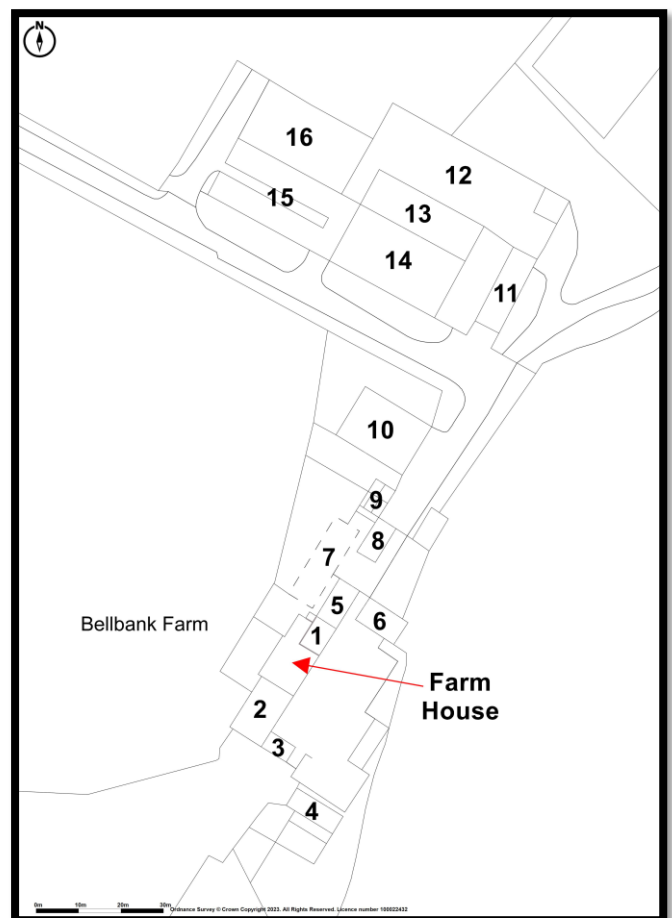 N
16
12
15
13
14
11
10
9
8
7
5
6
Bellbank Farm
1
Farm
House
2
3
4
0m 10m 20m 30m
Ordnance Survey © Crown Copyright 2023. All Rights Reserved. Licence number 100022432